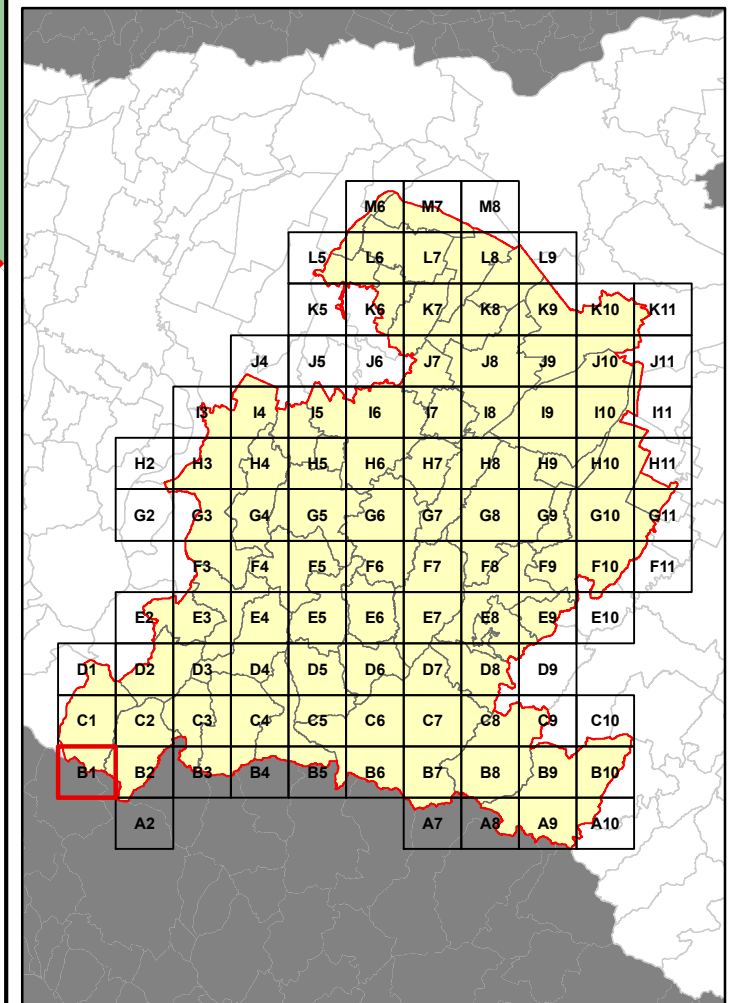 M6 M7 M8
L5 L6 L7 L8 L9
K5 K6 K7 K8 K9 K10 K11
J4 J5 J6 J7 J8 J9 J10 J11
I3 I4 I5 I6 I7 I8 I9 I10 I11
H2 H3 H4 H5 H6 H7 H8 H9 H10 H11
G2 G3 G4 G5 G6 G7 G8 G9 G10 G11
F3 F4 F5 F6 F7 F8 F9 F10 F11
E2 E3 E4 E5 E6 E7 E8 E9 E10
D1 D2 D3 D4 D5 D6 D7 D8 D9
C1 C2 C3 C4 C5 C6 C7 C8 C9 C10
B1 B2 B3 B4 B5 B6 B7 B8 B9 B10
A2 A7 A8 A9 A10